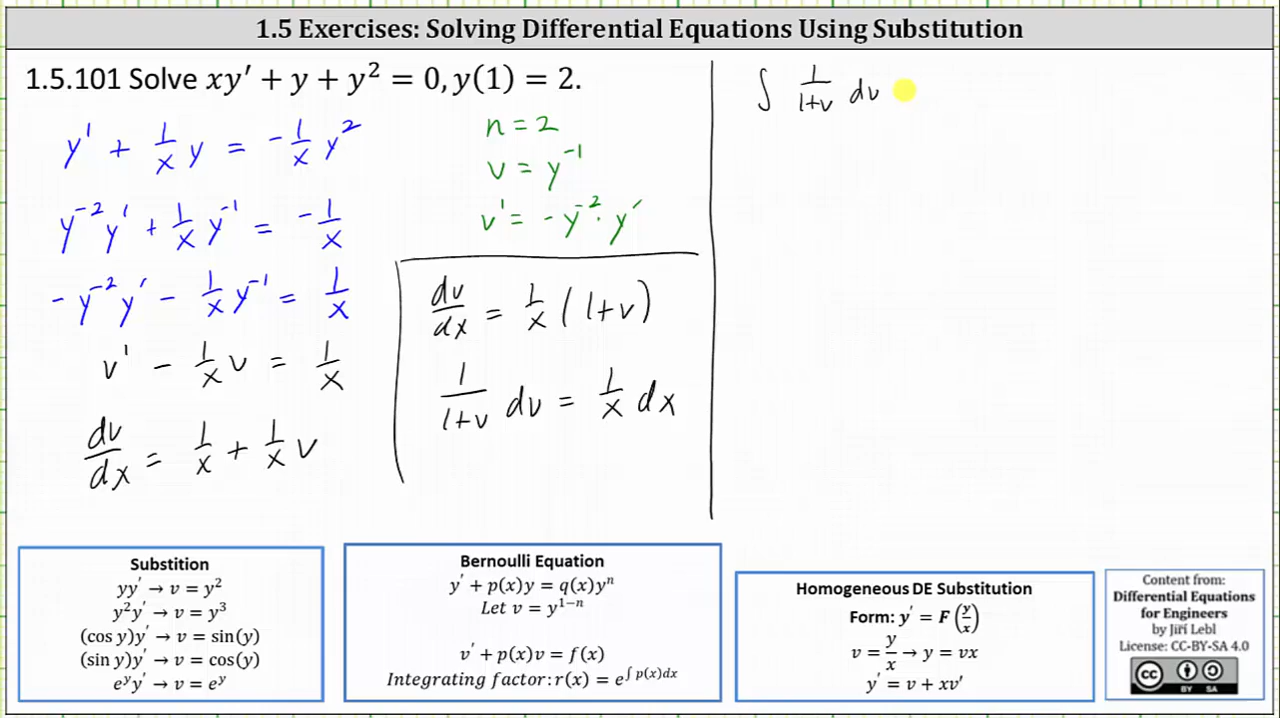 1.5 Exercises: Solving Differential Equations Using Substitution
1.5.101 Solve xy′ + y + y² = 0, y(1) = 2.
y' + 1/x y = -1/x y²
y⁻² y' + 1/x y⁻¹ = -1/x
-y⁻² y' - 1/x y⁻¹ = 1/x
v' - 1/x v = 1/x
dv/dx = 1/x + 1/x v
n = 2
v = y⁻¹
v' = -y⁻² · y'
dv/dx = 1/x (1+v)
1/(1+v) dv = 1/x dx
∫ 1/(1+v) dv
Substition
yy′ → v = y²
y²y′ → v = y³
(cos y)y′ → v = sin(y)
(sin y)y′ → v = cos(y)
eʸy′ → v = eʸ
Bernoulli Equation
y′ + p(x)y = q(x)yⁿ
Let v = y¹⁻ⁿ
v′ + p(x)v = f(x)
Integrating factor: r(x) = e^∫ p(x)dx
Homogeneous DE Substitution
Form: y′ = F(y/x)
v = y/x → y = vx
y′ = v + xv′
Content from:
Differential Equations
for Engineers
by Jiří Lebl
License: CC-BY-SA 4.0
cc
BY SA